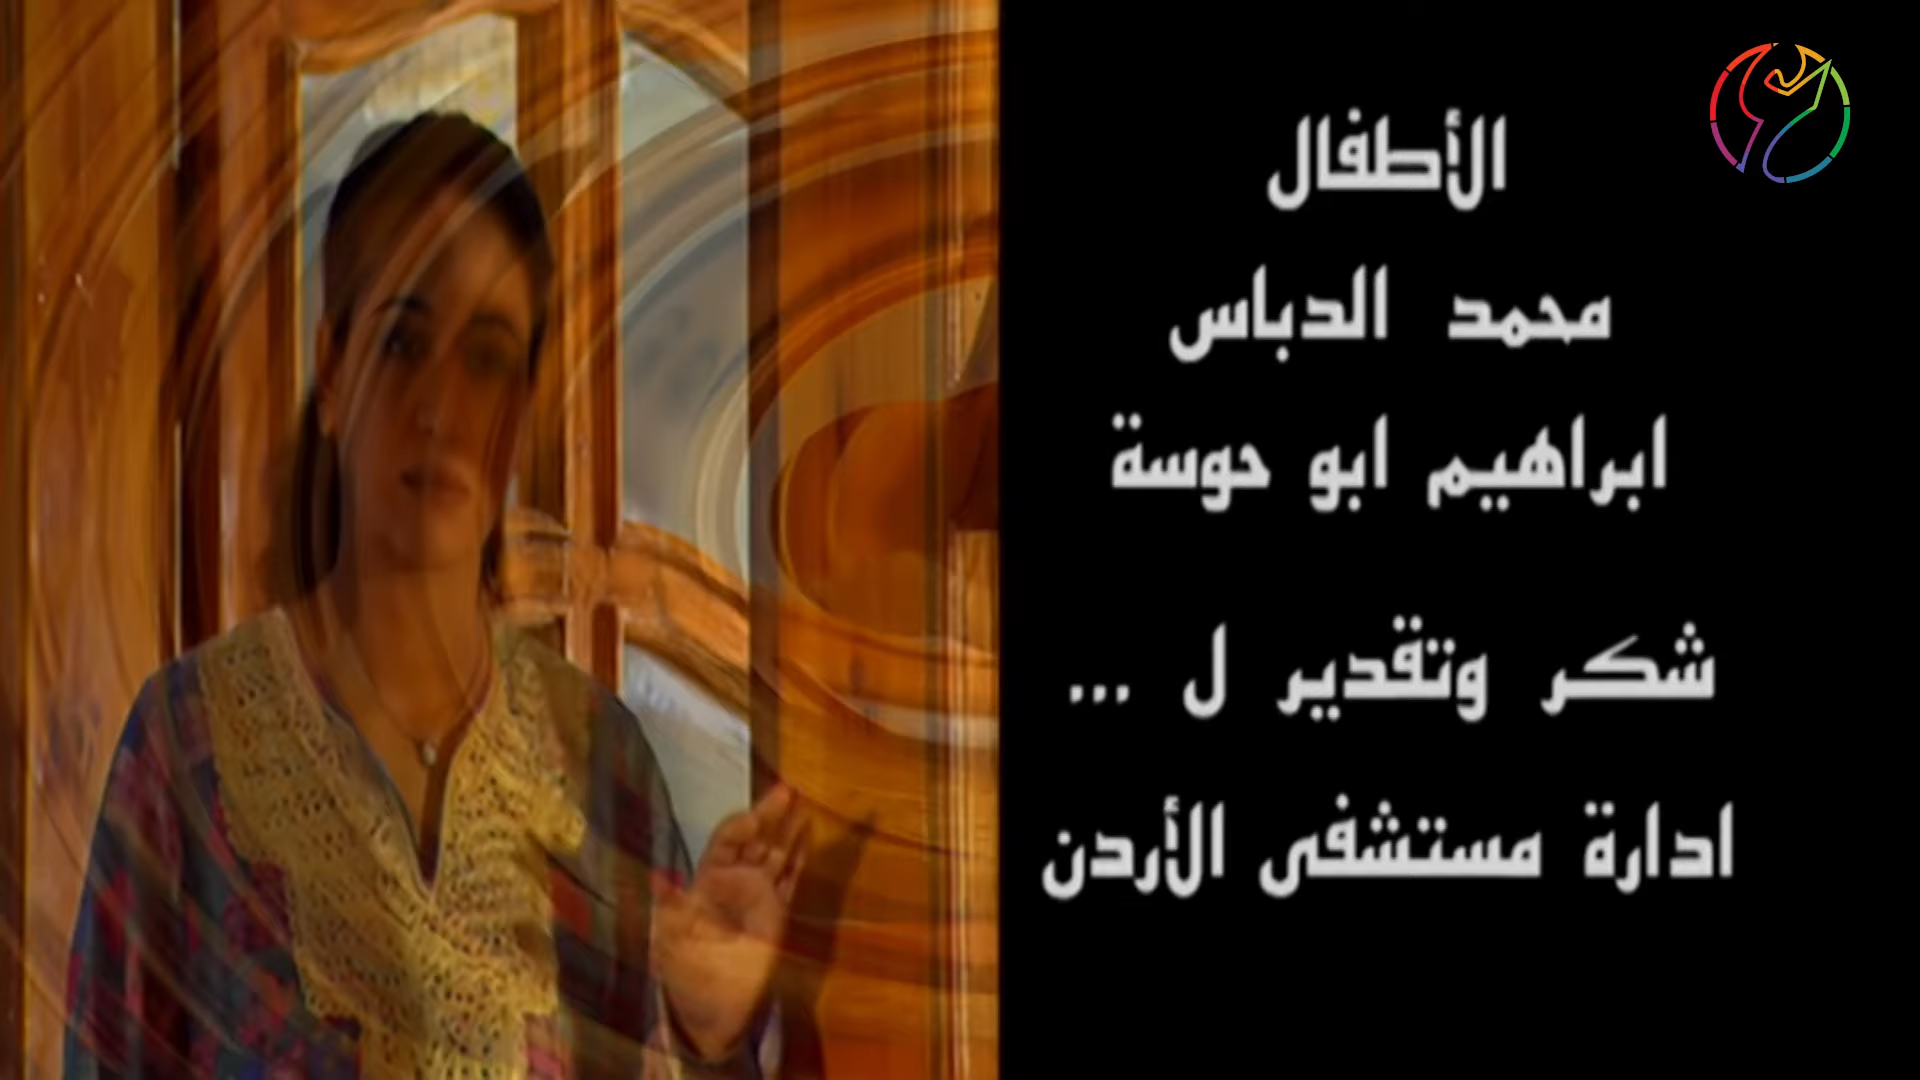 الأطفال
محمد الدباس
ابراهيم ابو حوسة
شكر وتقدير ل ...
ادارة مستشفى الأردن